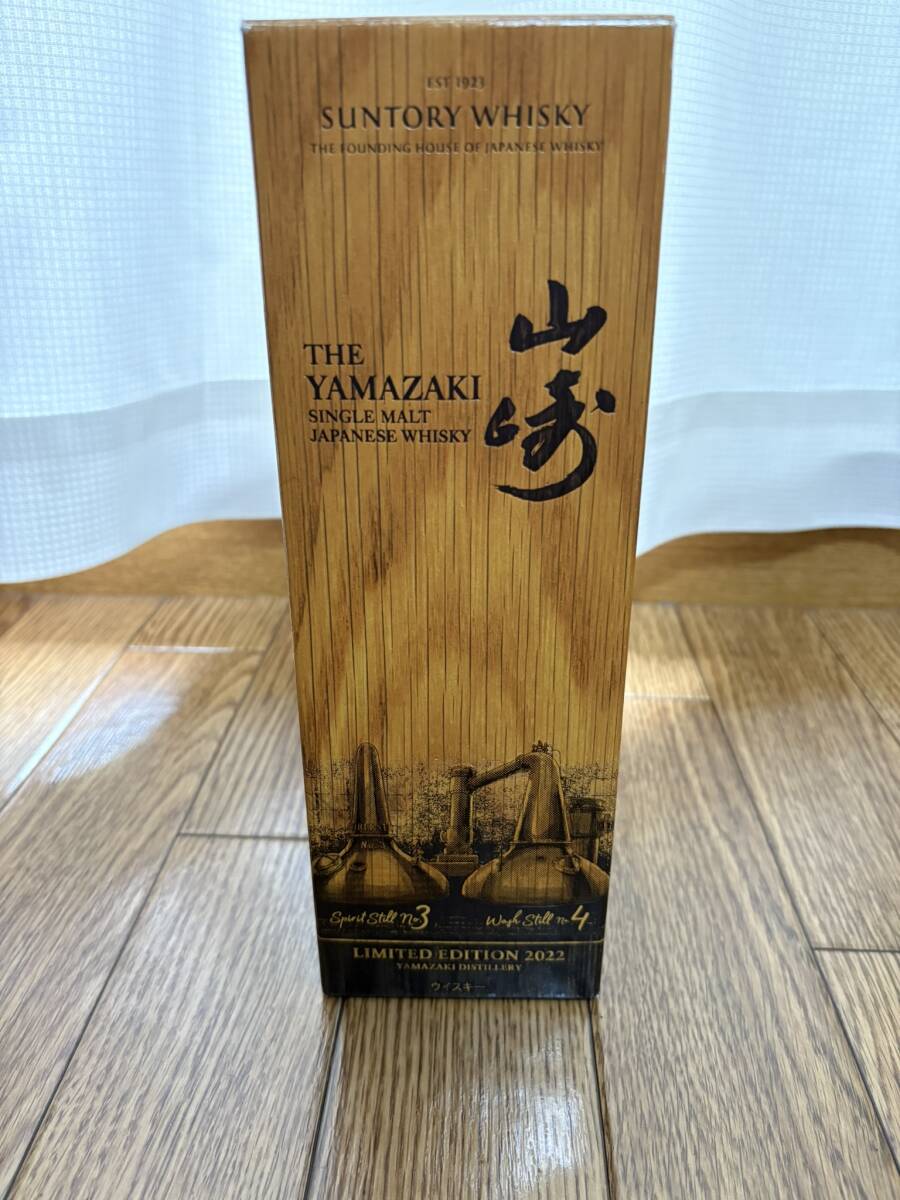 EST 1923
SUNTORY WHISKY
THE FOUNDING HOUSE OF JAPANESE WHISKY
山崎
THE
YAMAZAKI
SINGLE MALT
JAPANESE WHISKY
Spirit Still No3
Wash Still No4
LIMITED EDITION 2022
YAMAZAKI DISTILLERY
ウイスキー